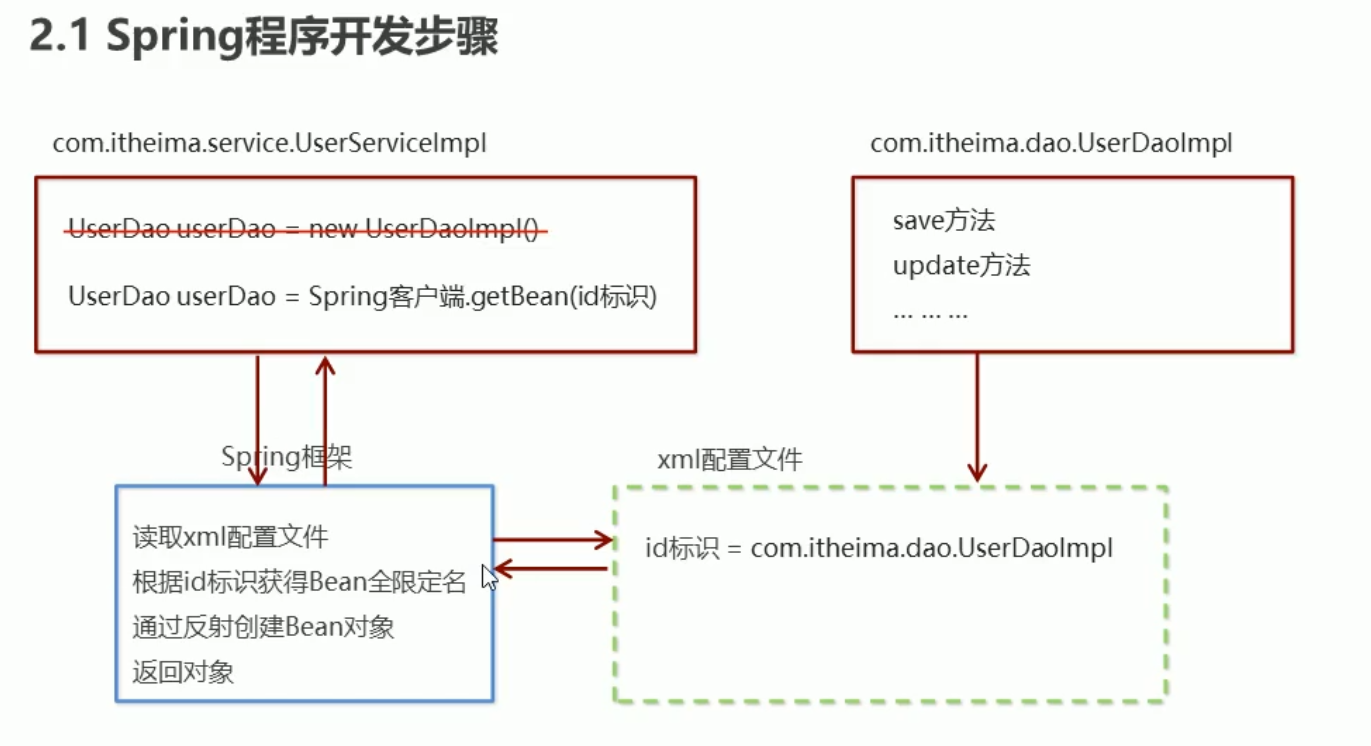 2.1 Spring程序开发步骤
com.itheima.service.UserServiceImpl
com.itheima.dao.UserDaoImpl
UserDao userDao = new UserDaoImpl()
UserDao userDao = Spring客户端.getBean(id标识)
save方法
update方法
... ... ...
Spring框架
xml配置文件
读取xml配置文件
根据id标识获得Bean全限定名
通过反射创建Bean对象
返回对象
id标识 = com.itheima.dao.UserDaoImpl